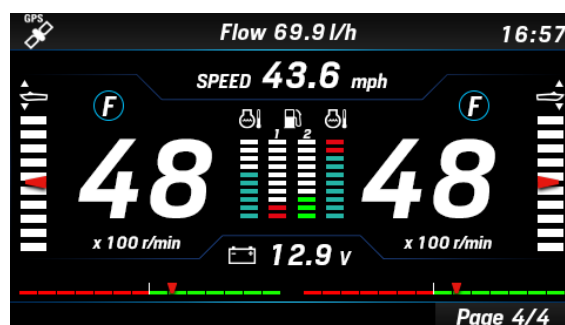 GPS
Flow 69.9 l/h
16:57
SPEED 43.6 mph
F
F
1 2
48
48
x 100 r/min
x 100 r/min
12.9 V
Page 4/4